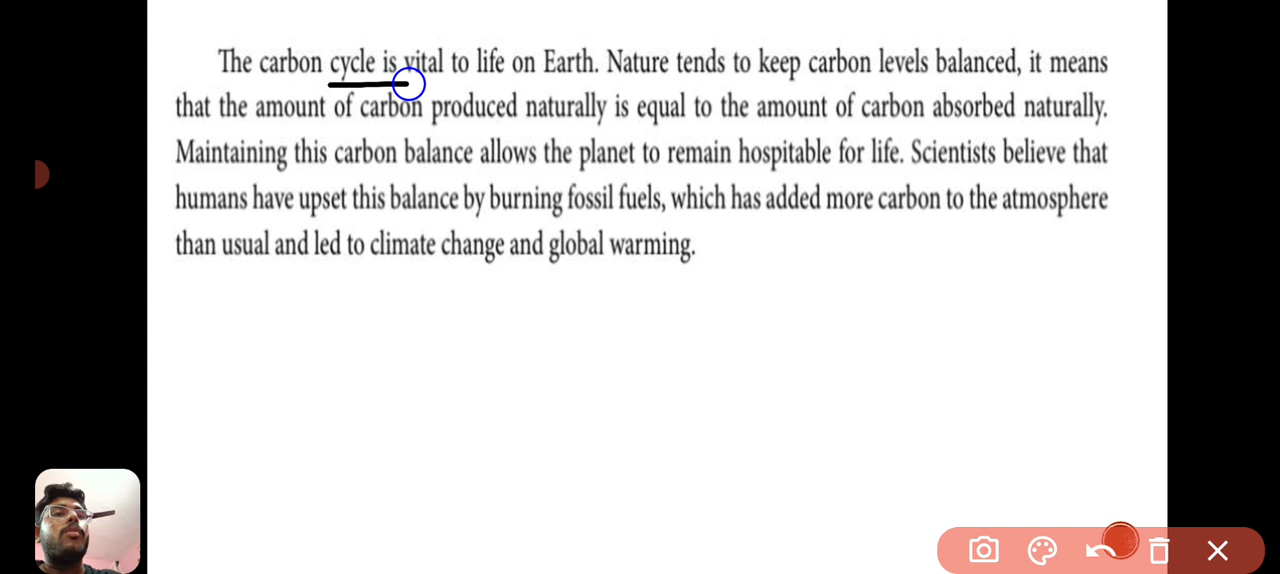 The carbon cycle is vital to life on Earth. Nature tends to keep carbon levels balanced, it means
that the amount of carbon produced naturally is equal to the amount of carbon absorbed naturally.
Maintaining this carbon balance allows the planet to remain hospitable for life. Scientists believe that
humans have upset this balance by burning fossil fuels, which has added more carbon to the atmosphere
than usual and led to climate change and global warming.